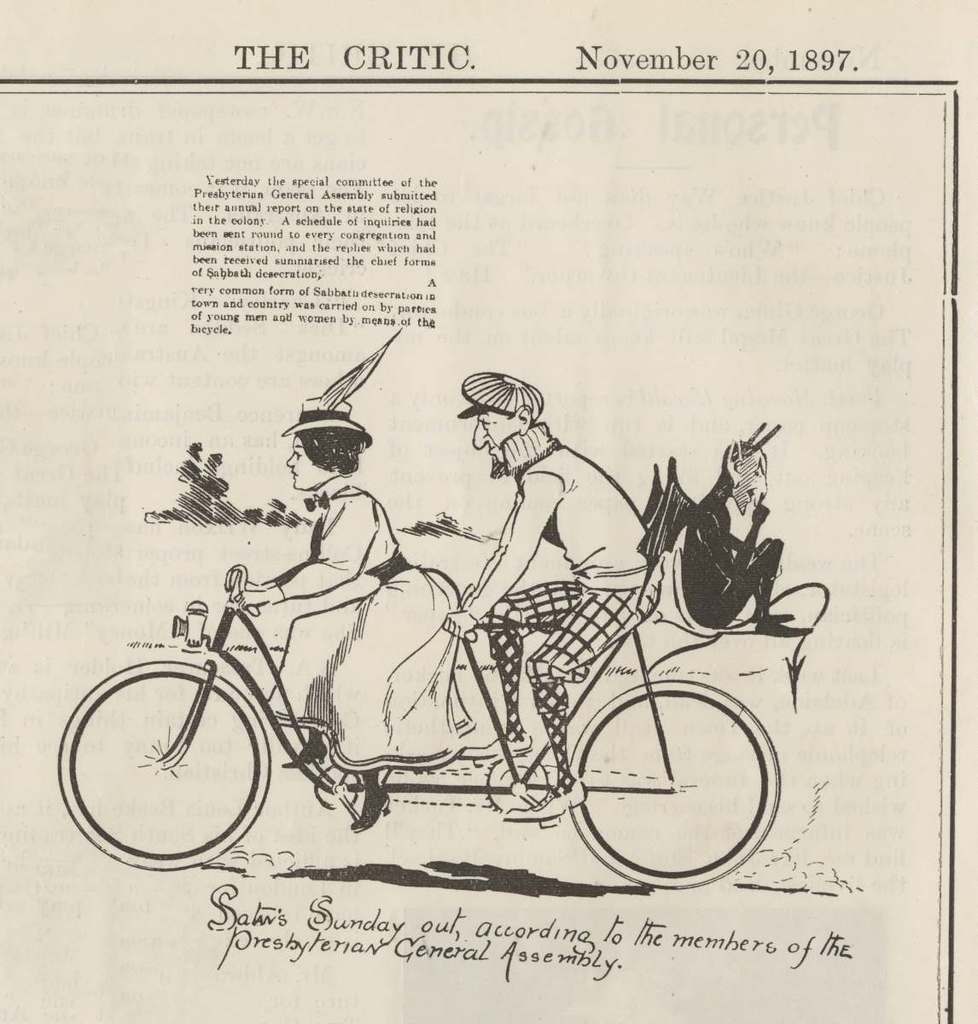 THE CRITIC. November 20, 1897.
Yesterday the special committee of the
Presbyterian General Assembly submitted
their annual report on the state of religion
in the colony. A schedule of inquiries had
been sent round to every congregation and
mission station, and the replies which had
been received summarised the chief forms
of Sabbath desecration,
A
very common form of Sabbath desecration in
town and country was carried on by parties
of young men and women by means of the
bicycle.
Satan's Sunday out, according to the members of the
Presbyterian General Assembly.